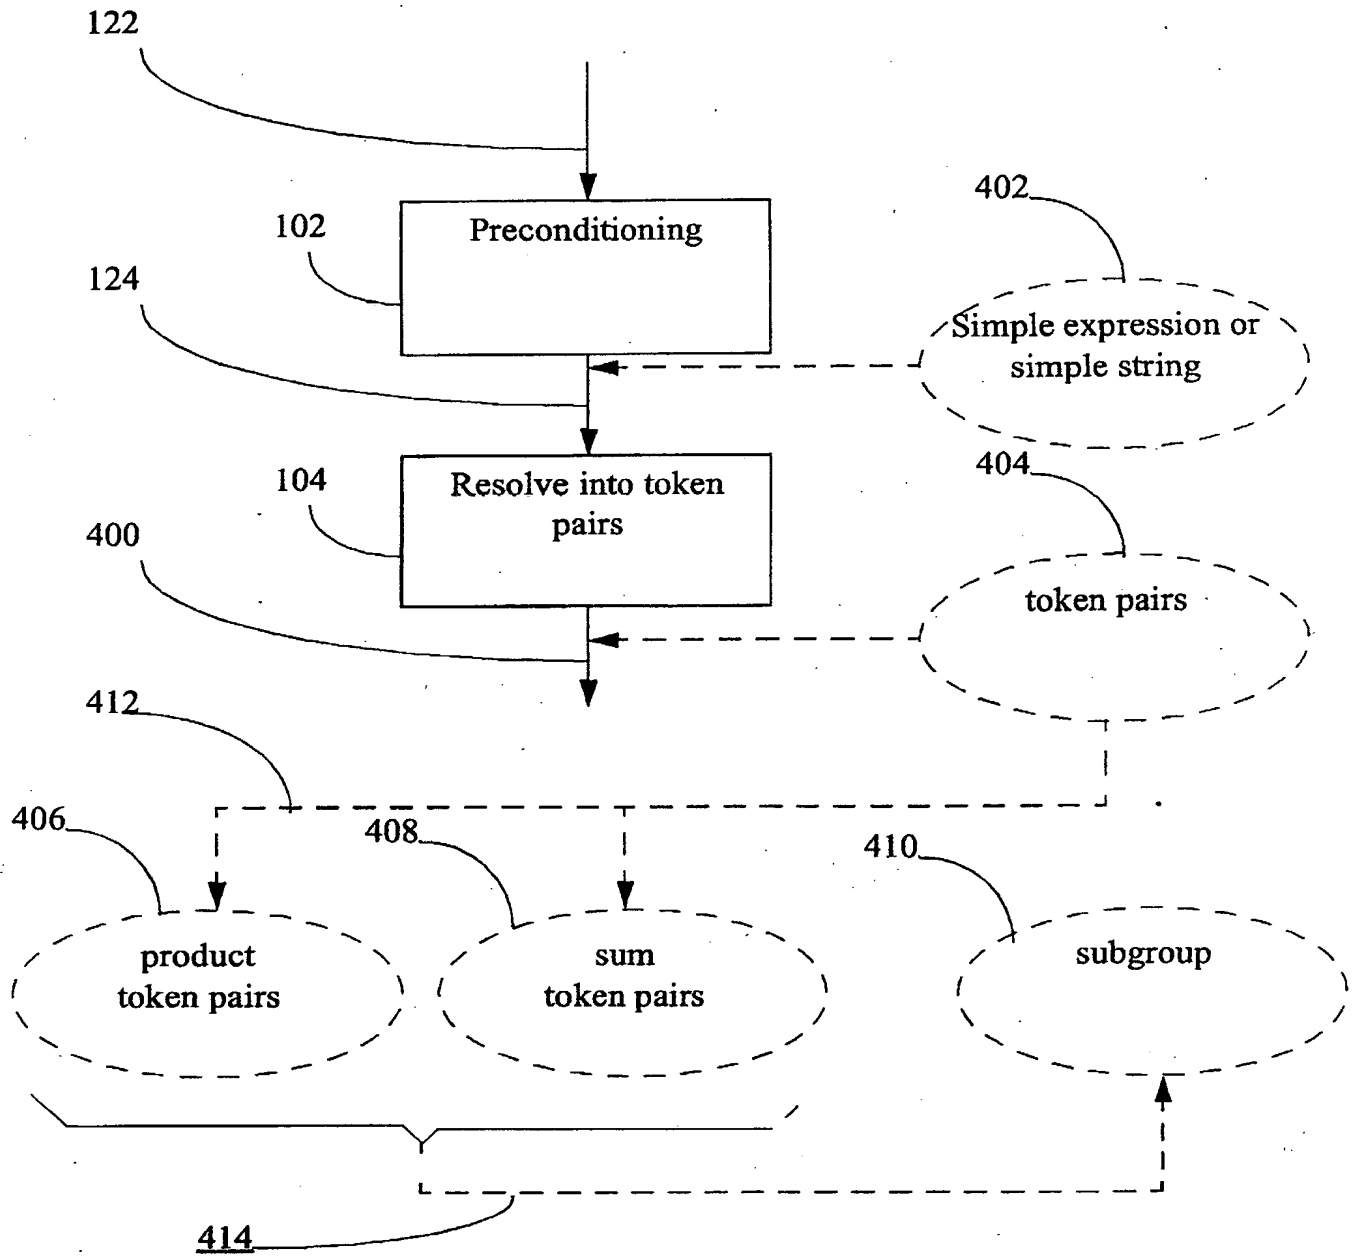 122
402
102
Preconditioning
124
Simple expression or
simple string
404
104
Resolve into token
pairs
400
token pairs
412
406
408
410
product
token pairs
sum
token pairs
subgroup
414